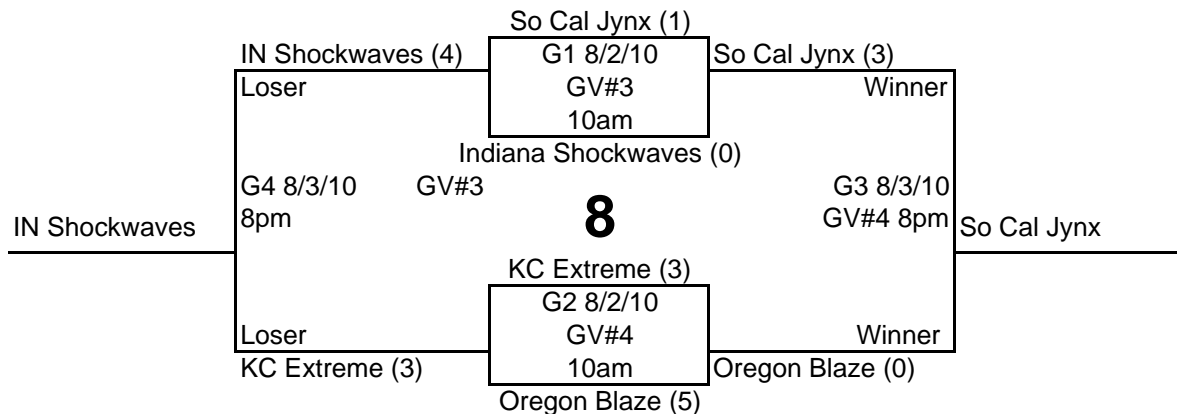 So Cal Jynx (1)
IN Shockwaves (4)
G1 8/2/10
So Cal Jynx (3)
Loser
GV#3
Winner
10am
Indiana Shockwaves (0)
G4 8/3/10
GV#3
G3 8/3/10
IN Shockwaves
8pm
8
GV#4 8pm
So Cal Jynx
KC Extreme (3)
G2 8/2/10
Loser
GV#4
Winner
KC Extreme (3)
10am
Oregon Blaze (0)
Oregon Blaze (5)